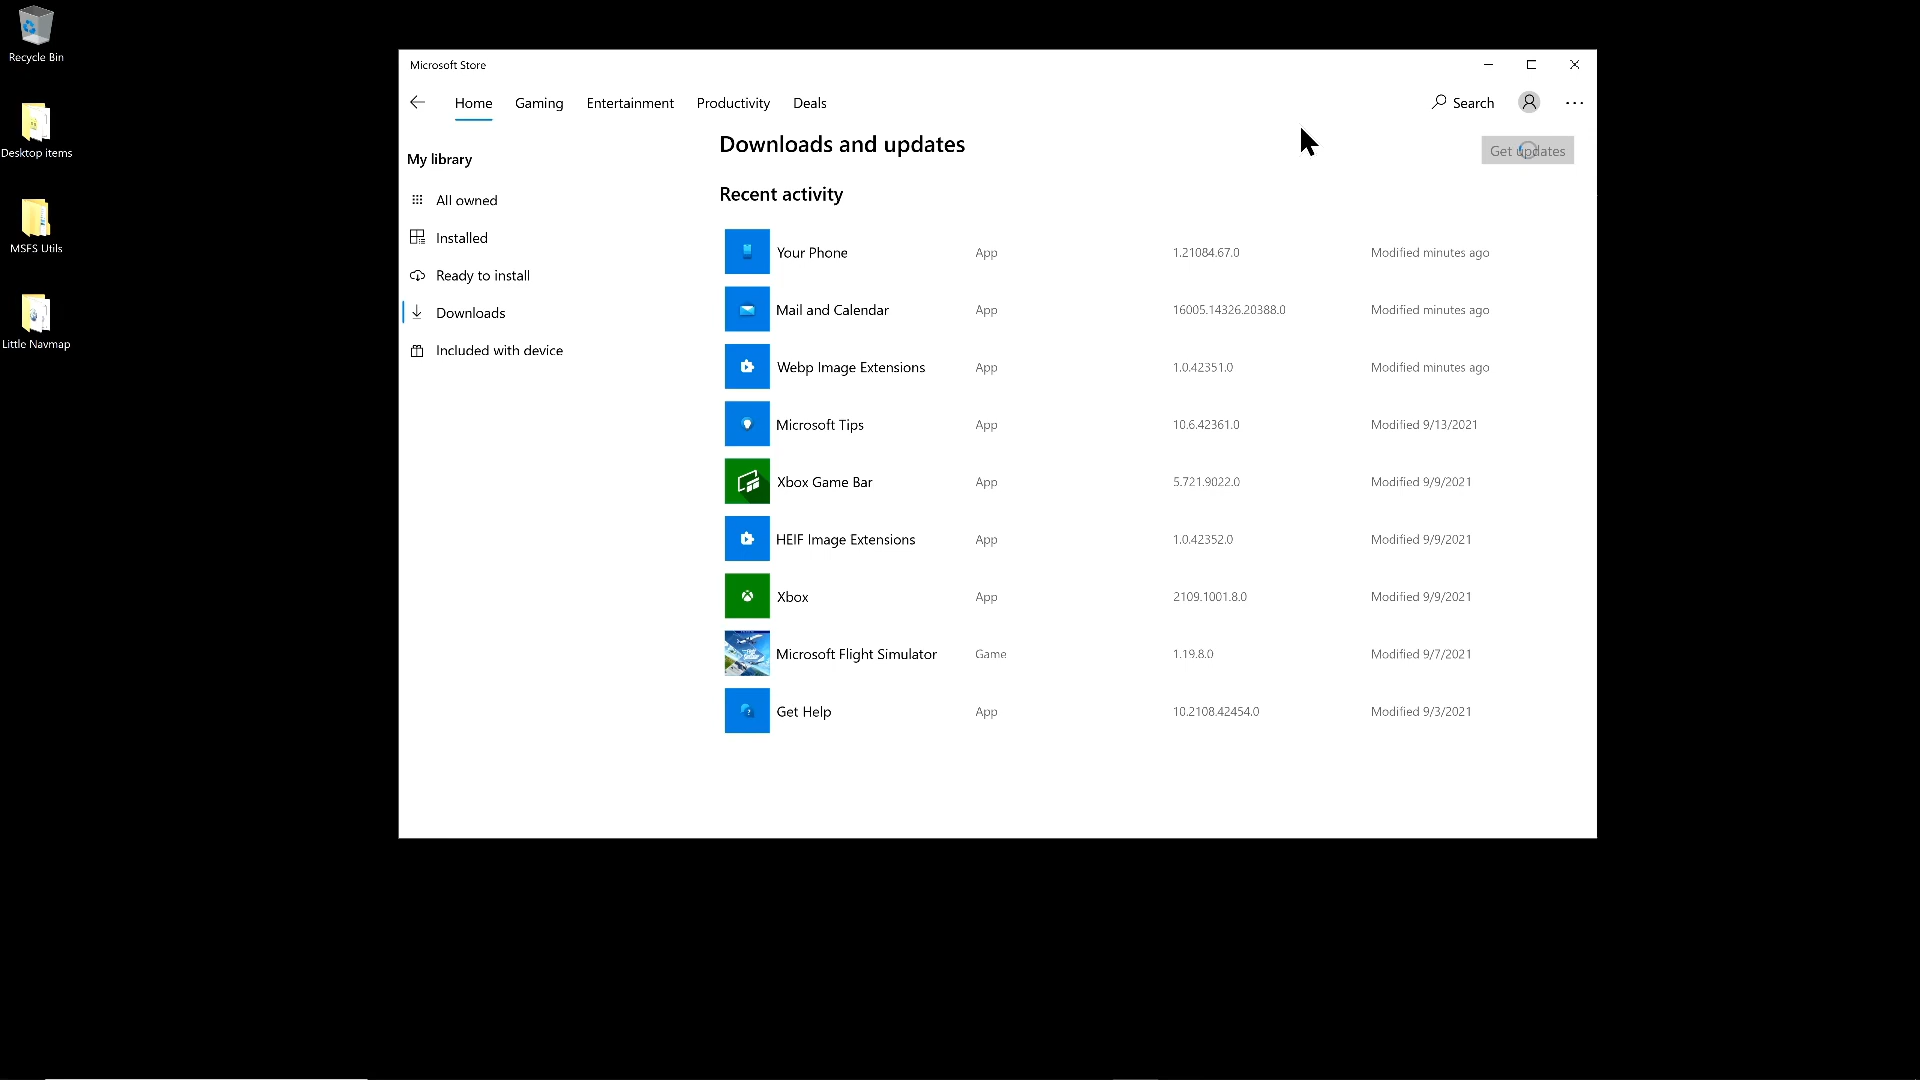 Recycle Bin
Desktop items
MSFS Utils
Little Navmap
Microsoft Store
Home Gaming Entertainment Productivity Deals Search
My library
All owned
Installed
Ready to install
Downloads
Included with device
Downloads and updates
Get updates
Recent activity
Your Phone App 1.21084.67.0 Modified minutes ago
Mail and Calendar App 16005.14326.20388.0 Modified minutes ago
Webp Image Extensions App 1.0.42351.0 Modified minutes ago
Microsoft Tips App 10.6.42361.0 Modified 9/13/2021
Xbox Game Bar App 5.721.9022.0 Modified 9/9/2021
HEIF Image Extensions App 1.0.42352.0 Modified 9/9/2021
Xbox App 2109.1001.8.0 Modified 9/9/2021
Microsoft Flight Simulator Game 1.19.8.0 Modified 9/7/2021
Get Help App 10.2108.42454.0 Modified 9/3/2021